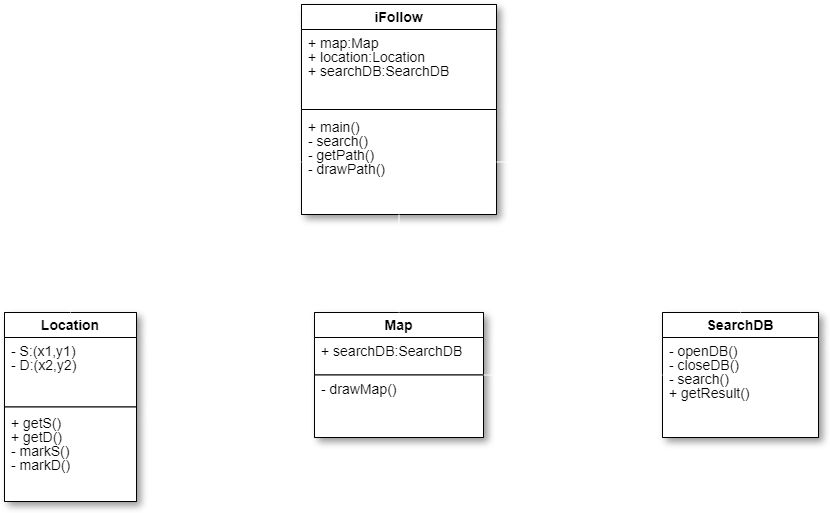 iFollow
+ map:Map
+ location:Location
+ searchDB:SearchDB
+ main()
- search()
- getPath()
- drawPath()
Location
- S:(x1,y1)
- D:(x2,y2)
+ getS()
+ getD()
- markS()
- markD()
Map
+ searchDB:SearchDB
- drawMap()
SearchDB
- openDB()
- closeDB()
- search()
+ getResult()